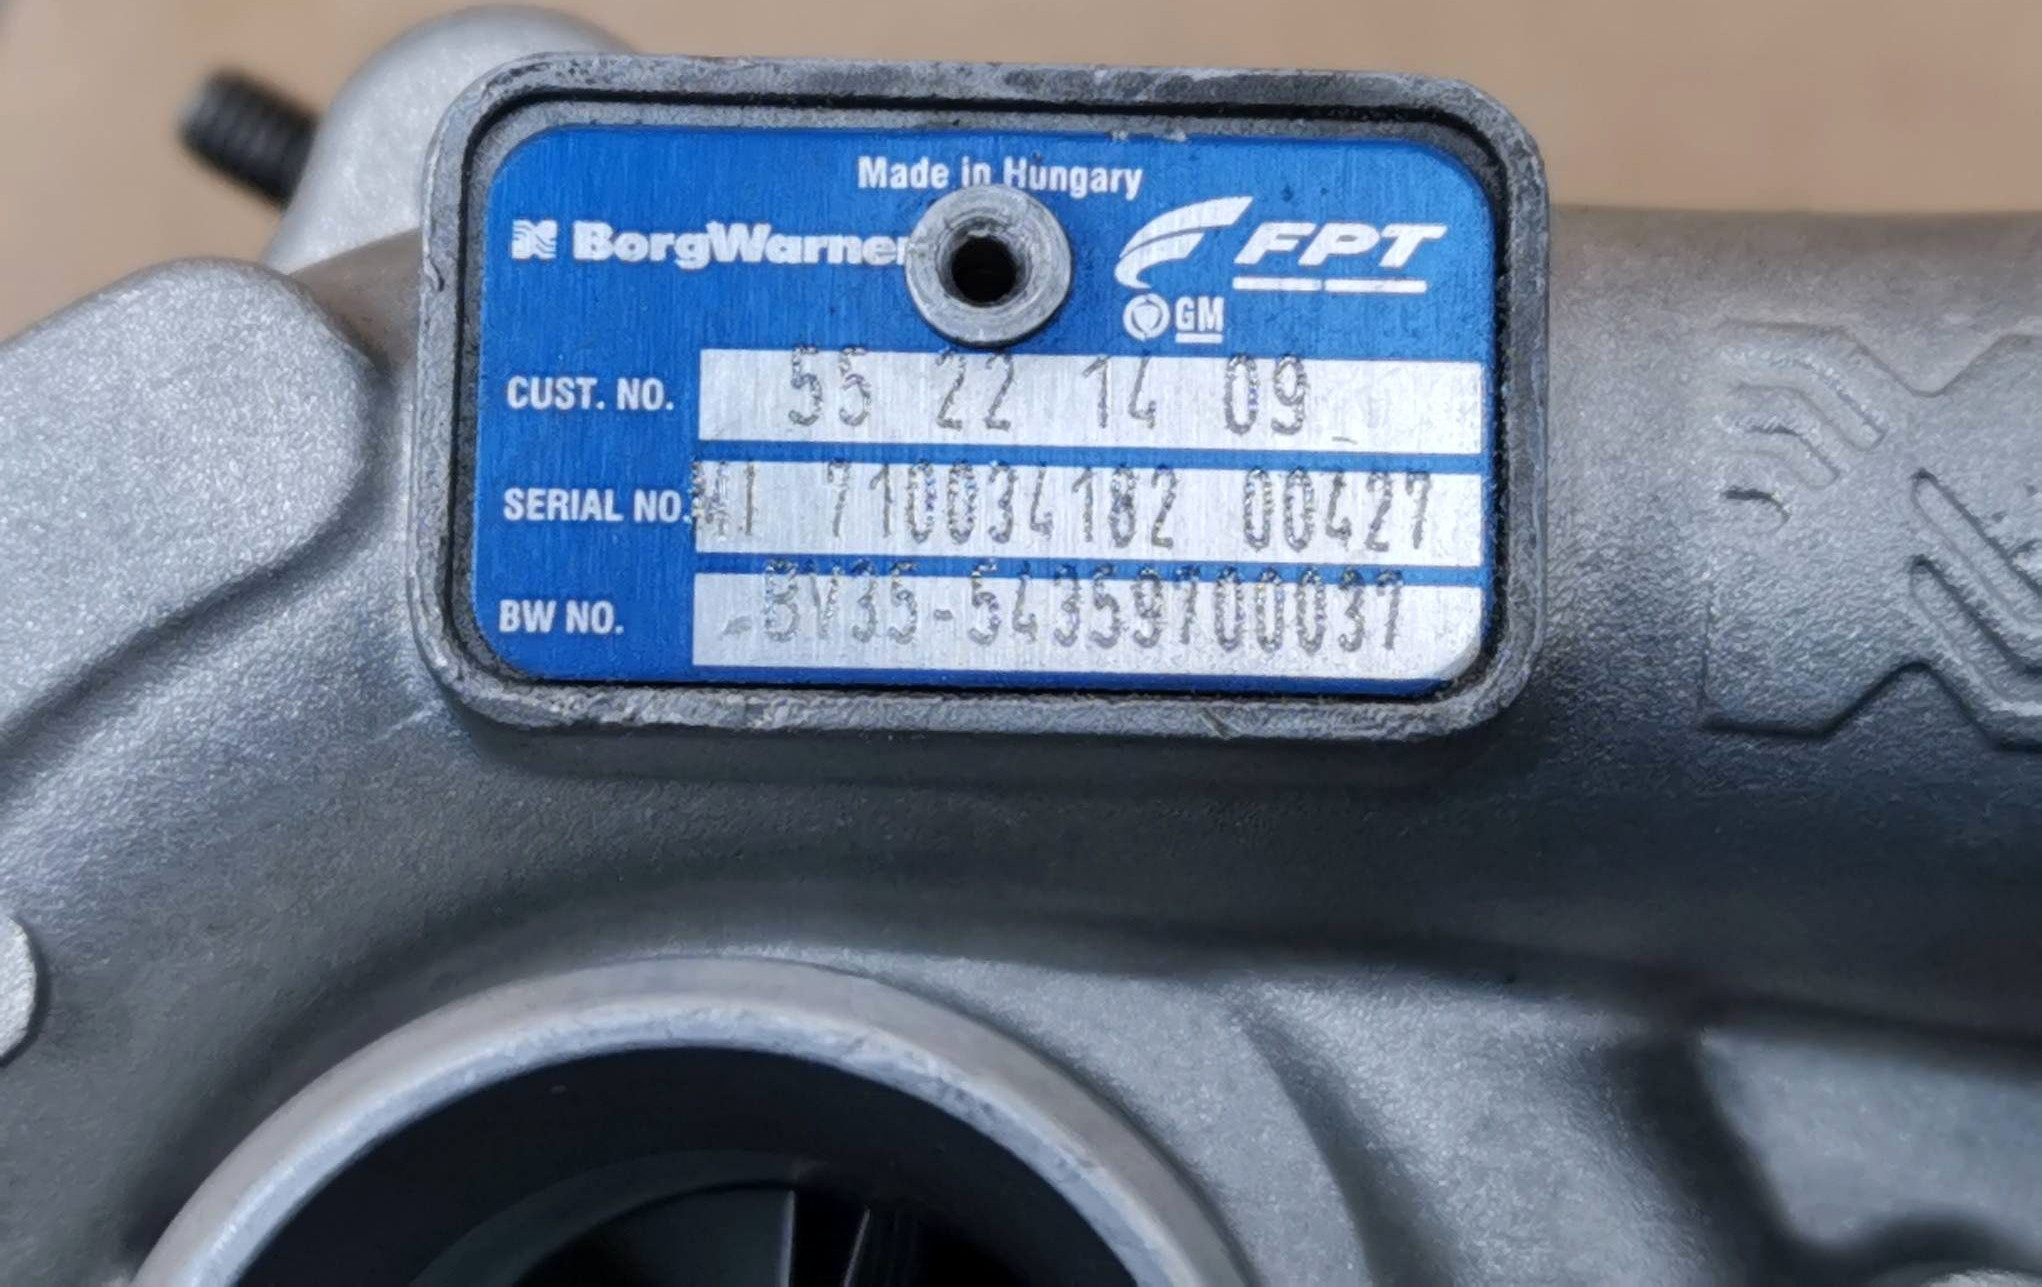 Made in Hungary
BorgWarner FPT
GM
CUST. NO. 55 22 14 09
SERIAL NO. 710034182 00427
BW NO. BV35-54359700037